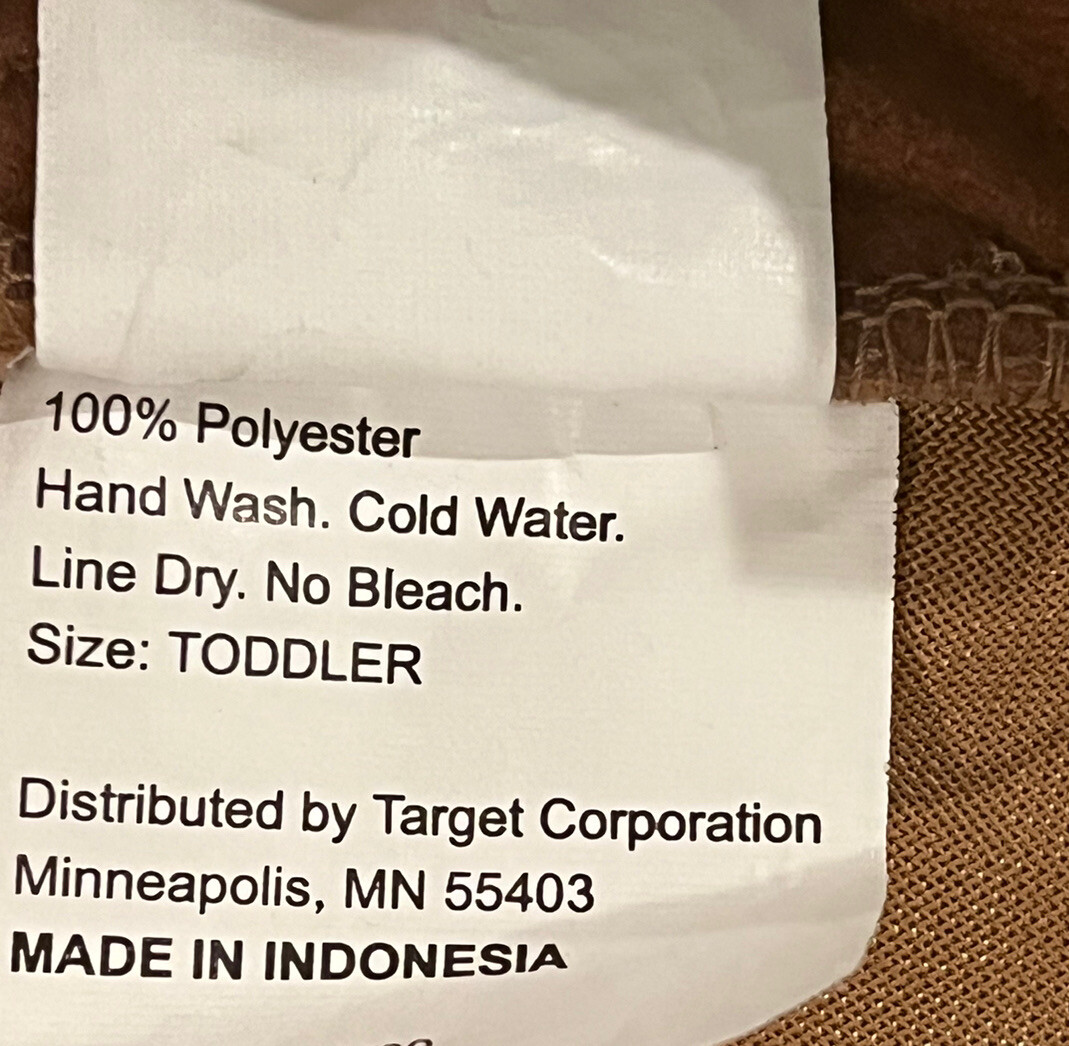 100% Polyester
Hand Wash. Cold Water.
Line Dry. No Bleach.
Size: TODDLER
Distributed by Target Corporation
Minneapolis, MN 55403
MADE IN INDONESIA